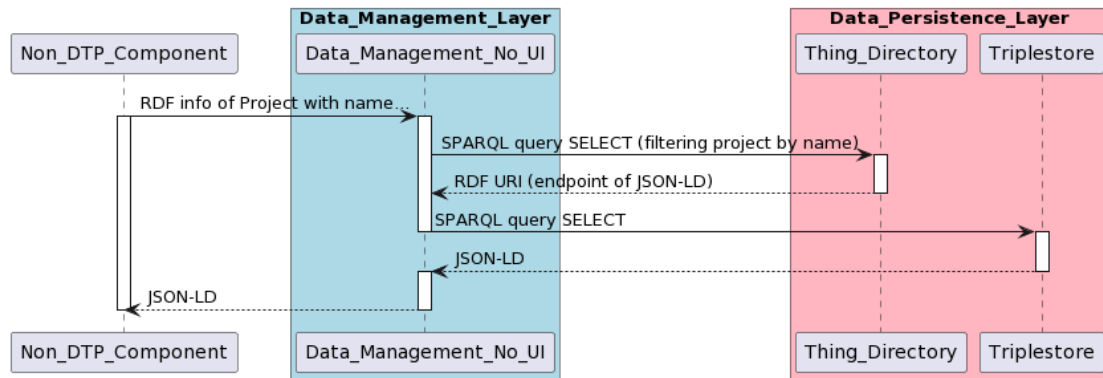 Data_Management_Layer
Data_Persistence_Layer
Non_DTP_Component
Data_Management_No_UI
Thing_Directory
Triplestore
RDF info of Project with name...
SPARQL query SELECT (filtering project by name)
RDF URI (endpoint of JSON-LD)
SPARQL query SELECT
JSON-LD
JSON-LD
Non_DTP_Component
Data_Management_No_UI
Thing_Directory
Triplestore